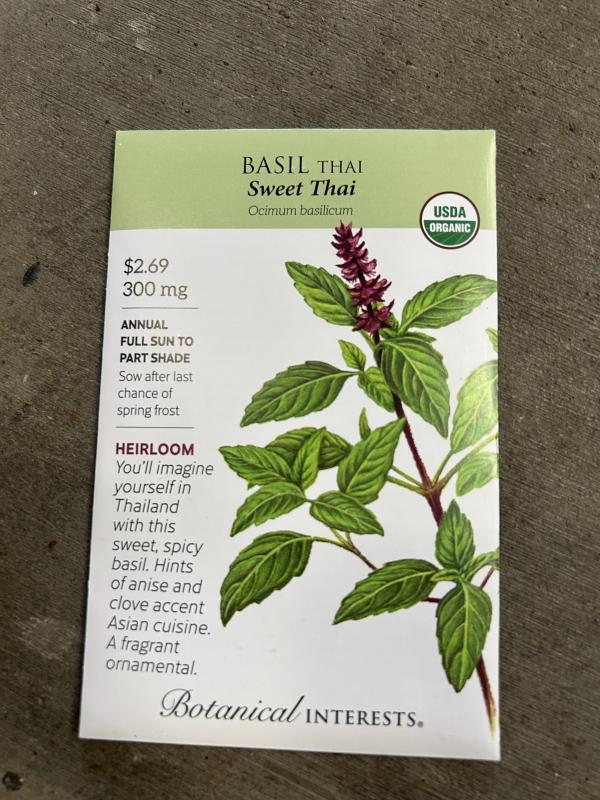 BASIL THAI
Sweet Thai
Ocimum basilicum
USDA
ORGANIC
$2.69
300 mg
ANNUAL
FULL SUN TO
PART SHADE
Sow after last
chance of
spring frost
HEIRLOOM
You'll imagine
yourself in
Thailand
with this
sweet, spicy
basil. Hints
of anise and
clove accent
Asian cuisine.
A fragrant
ornamental.
Botanical INTERESTS®